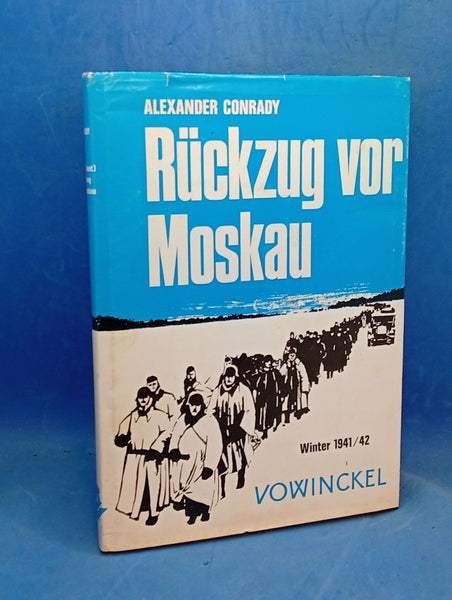 ALEXANDER CONRADY
Rückzug vor
Moskau
Winter 1941/42
VOWINCKEL